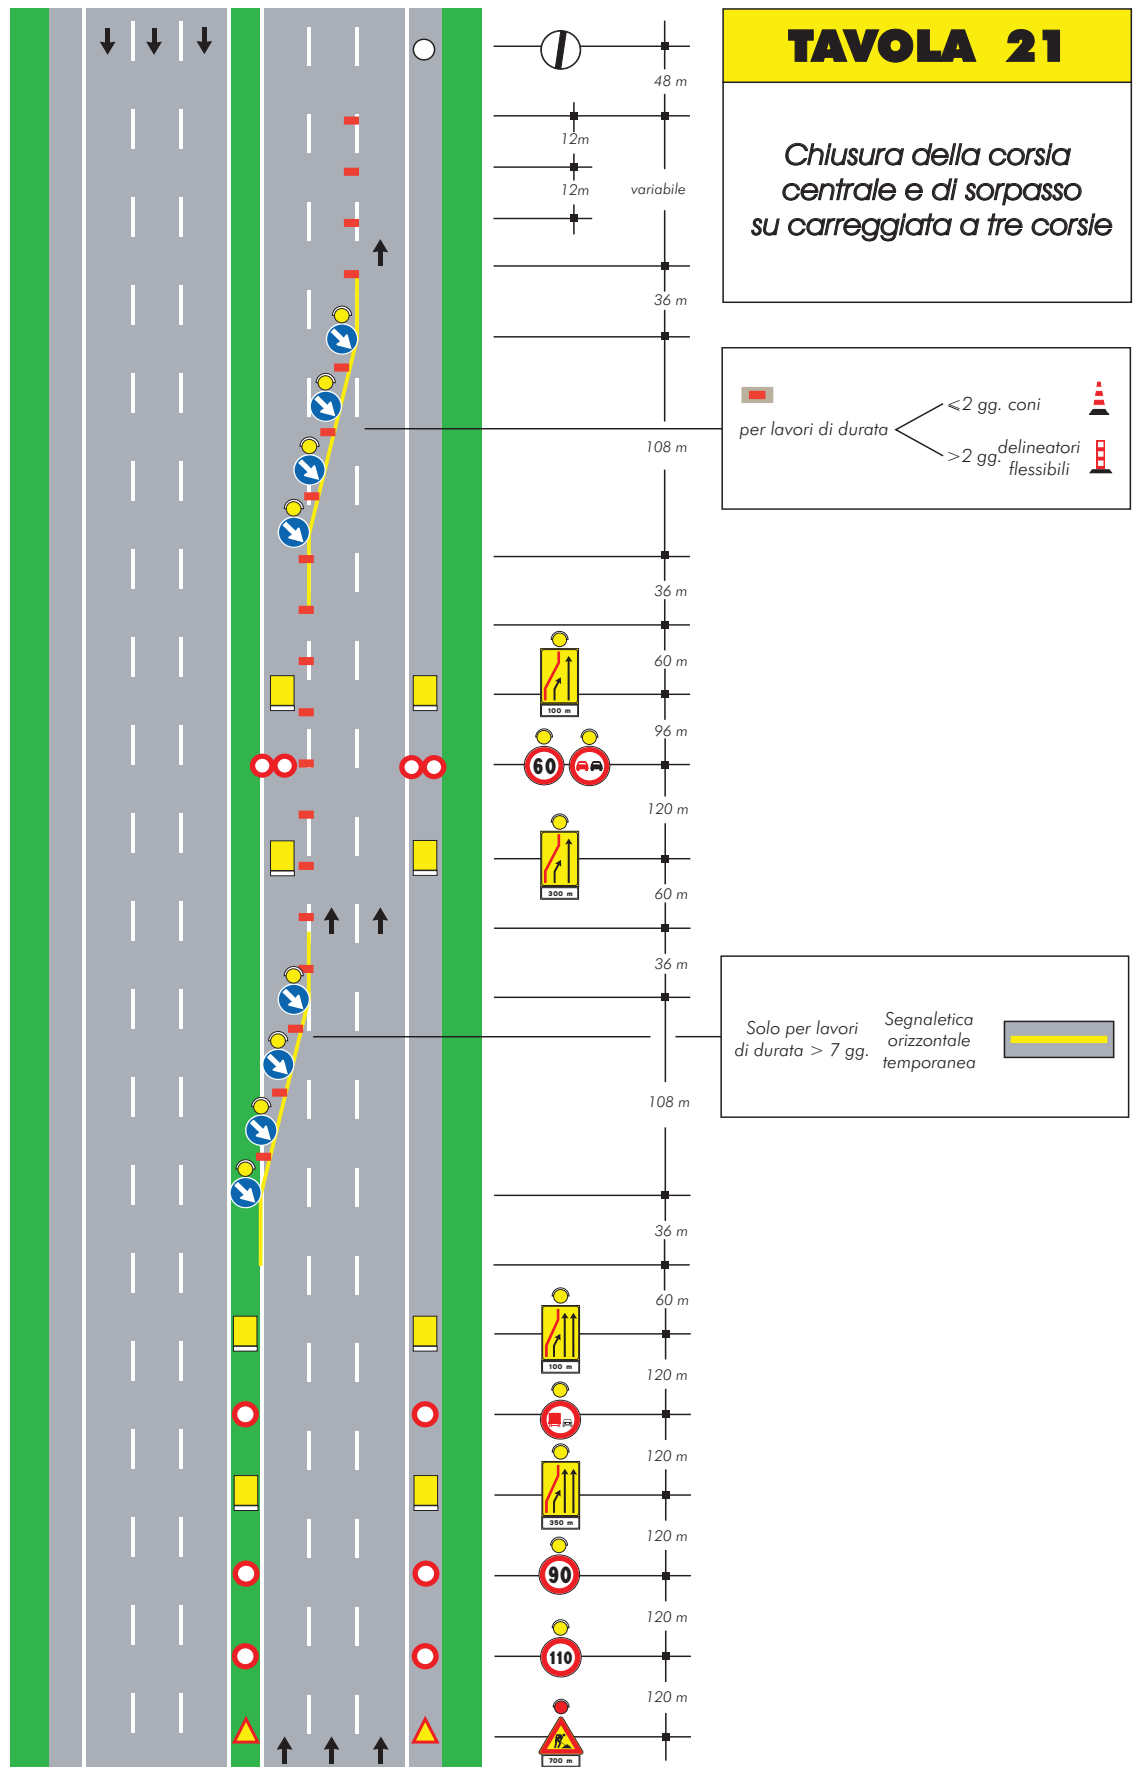 TAVOLA 21
Chiusura della corsia
centrale e di sorpasso
su carreggiata a tre corsie
48 m
12m
12m
variabile
36 m
per lavori di durata
⩽2 gg. coni
>2 gg.
delineatori
flessibili
108 m
36 m
60 m
100 m
96 m
60
120 m
300 m
60 m
36 m
Solo per lavori
di durata > 7 gg.
Segnaletica
orizzontale
temporanea
108 m
36 m
60 m
100 m
120 m
120 m
350 m
120 m
90
120 m
110
120 m
700 m